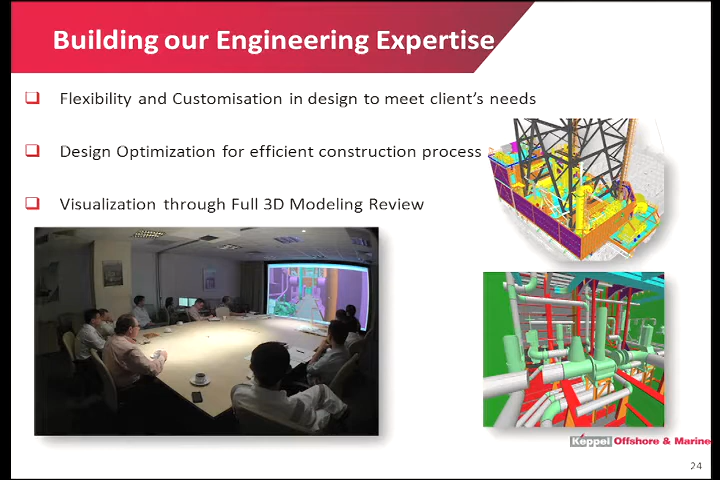 Building our Engineering Expertise
Flexibility and Customisation in design to meet client's needs
Design Optimization for efficient construction process
Visualization through Full 3D Modeling Review
Keppel Offshore & Marine
24